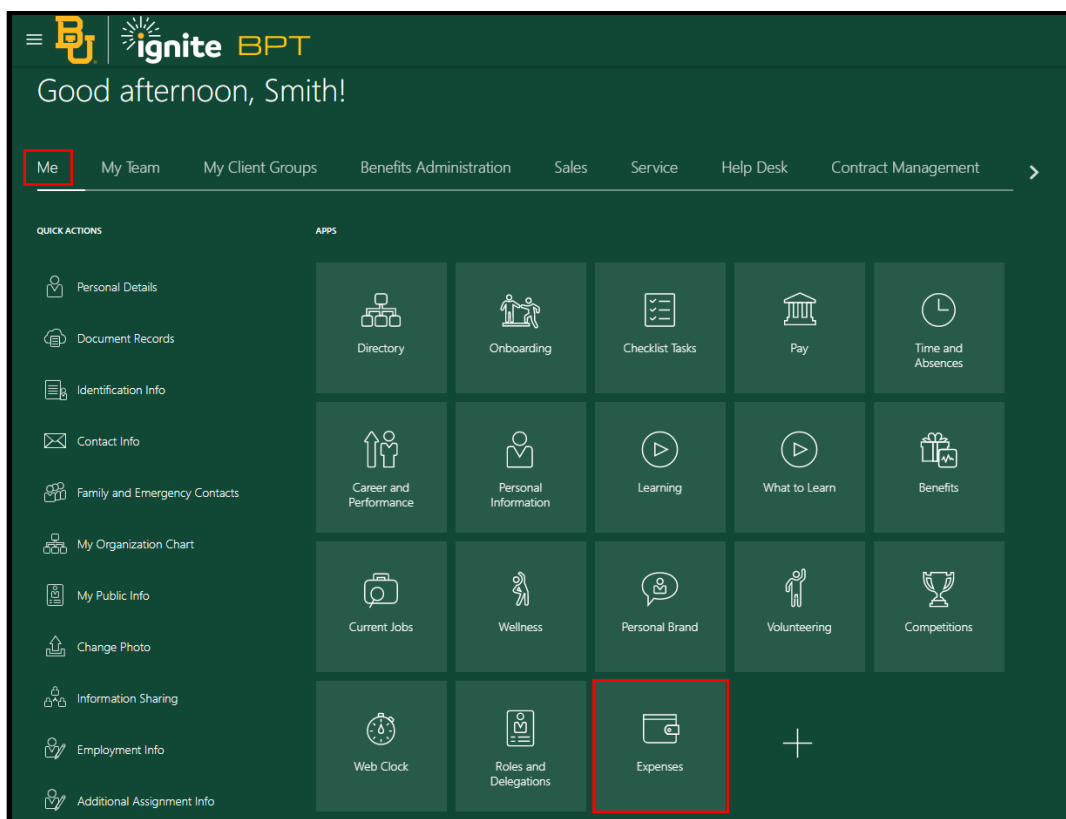 BU ignite BPT
Good afternoon, Smith!
Me My Team My Client Groups Benefits Administration Sales Service Help Desk Contract Management
QUICK ACTIONS
Personal Details
Document Records
Identification Info
Contact Info
Family and Emergency Contacts
My Organization Chart
My Public Info
Change Photo
Information Sharing
Employment Info
Additional Assignment Info
APPS
Directory
Onboarding
Checklist Tasks
Pay
Time and
Absences
Career and
Performance
Personal
Information
Learning
What to Learn
Benefits
Current Jobs
Wellness
Personal Brand
Volunteering
Competitions
Web Clock
Roles and
Delegations
Expenses